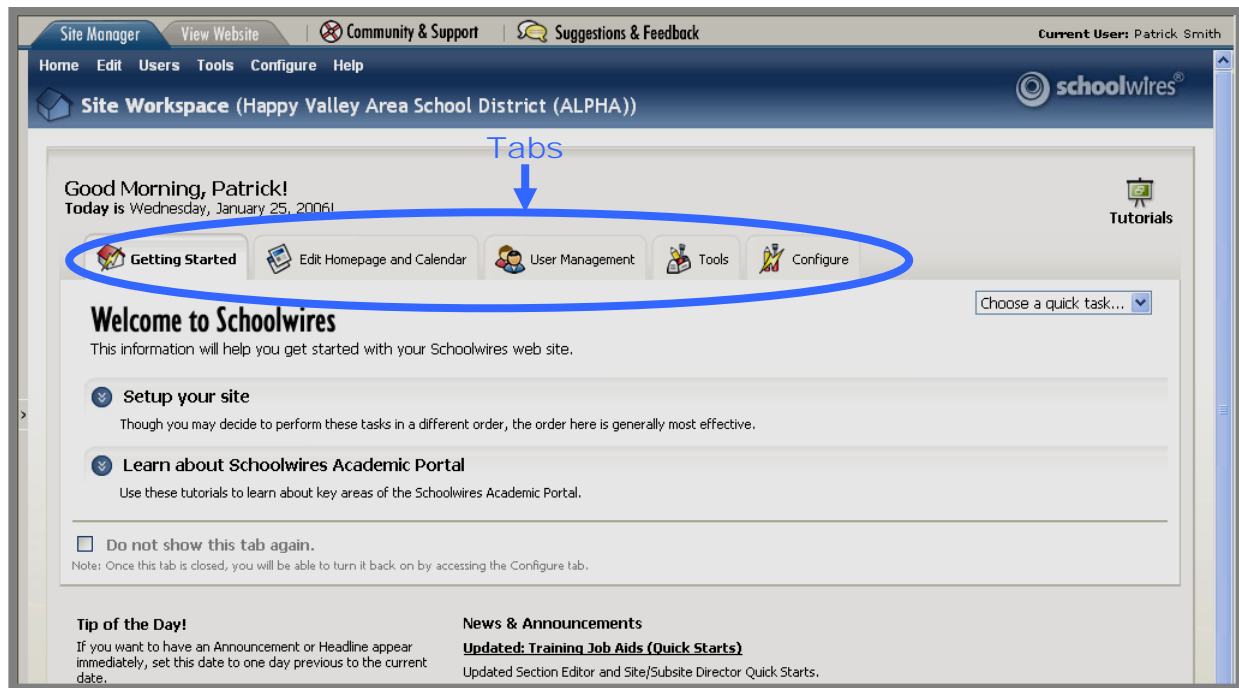 Site Manager View Website Community & Support Suggestions & Feedback Current User: Patrick Smith
Home Edit Users Tools Configure Help
schoolwires®
Site Workspace (Happy Valley Area School District (ALPHA))
Tabs
Good Morning, Patrick!
Today is Wednesday, January 25, 2006!
Tutorials
Getting Started Edit Homepage and Calendar User Management Tools Configure
Choose a quick task...
Welcome to Schoolwires
This information will help you get started with your Schoolwires web site.
Setup your site
Though you may decide to perform these tasks in a different order, the order here is generally most effective.
Learn about Schoolwires Academic Portal
Use these tutorials to learn about key areas of the Schoolwires Academic Portal.
Do not show this tab again.
Note: Once this tab is closed, you will be able to turn it back on by accessing the Configure tab.
Tip of the Day!
If you want to have an Announcement or Headline appear
immediately, set this date to one day previous to the current
date.
News & Announcements
Updated: Training Job Aids (Quick Starts)
Updated Section Editor and Site/Subsite Director Quick Starts.